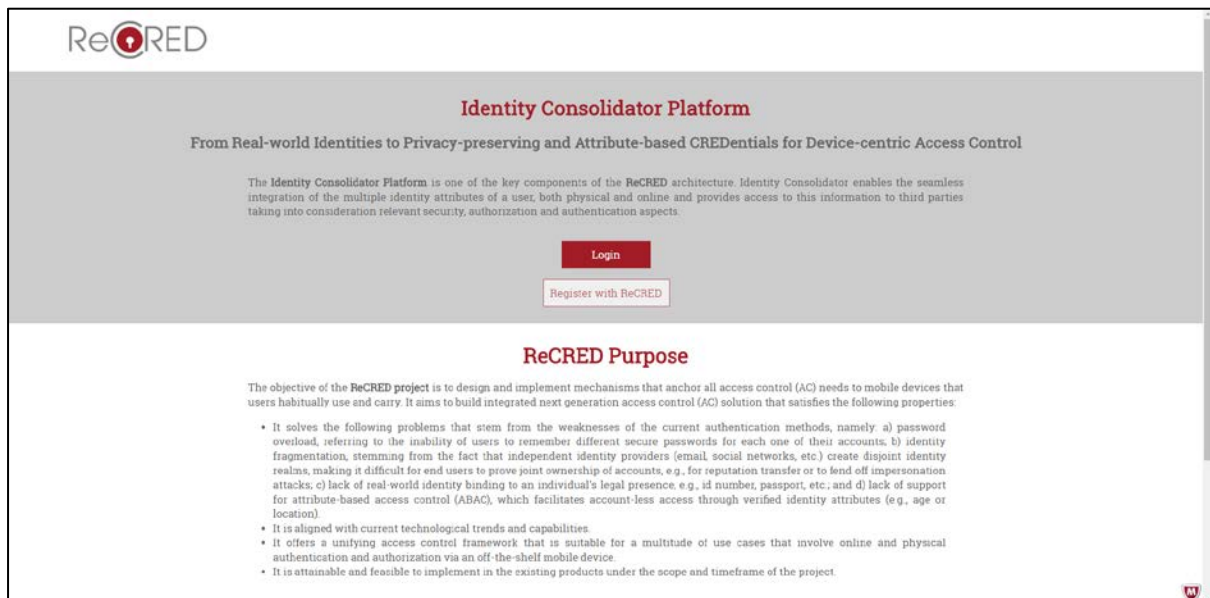 ReCRED
Identity Consolidator Platform
From Real-world Identities to Privacy-preserving and Attribute-based CREDentials for Device-centric Access Control
The Identity Consolidator Platform is one of the key components of the ReCRED architecture. Identity Consolidator enables the seamless
integration of the multiple identity attributes of a user, both physical and online and provides access to this information to third parties
taking into consideration relevant security, authorization and authentication aspects.
Login
Register with ReCRED
ReCRED Purpose
The objective of the ReCRED project is to design and implement mechanisms that anchor all access control (AC) needs to mobile devices that
users habitually use and carry. It aims to build integrated next generation access control (AC) solution that satisfies the following properties:
• It solves the following problems that stem from the weaknesses of the current authentication methods, namely: a) password
overload, referring to the inability of users to remember different secure passwords for each one of their accounts; b) identity
fragmentation, stemming from the fact that independent identity providers (email, social networks, etc.) create disjoint identity
realms, making it difficult for end users to prove joint ownership of accounts, e.g., for reputation transfer or to fend off impersonation
attacks; c) lack of real-world identity binding to an individual's legal presence, e.g., id number, passport, etc.; and d) lack of support
for attribute-based access control (ABAC), which facilitates account-less access through verified identity attributes (e.g., age or
location).
• It is aligned with current technological trends and capabilities.
• It offers a unifying access control framework that is suitable for a multitude of use cases that involve online and physical
authentication and authorization via an off-the-shelf mobile device.
• It is attainable and feasible to implement in the existing products under the scope and timeframe of the project.